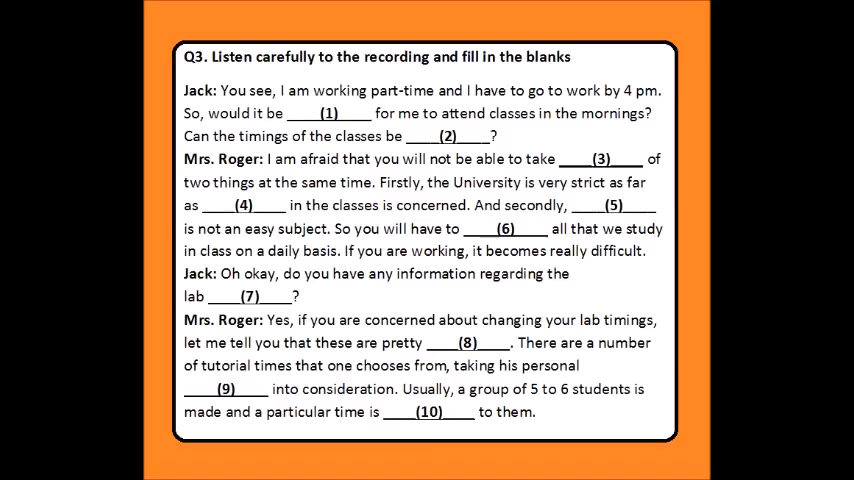 Q3. Listen carefully to the recording and fill in the blanks
Jack: You see, I am working part-time and I have to go to work by 4 pm.
So, would it be ____(1)____ for me to attend classes in the mornings?
Can the timings of the classes be ____(2)____?
Mrs. Roger: I am afraid that you will not be able to take ____(3)____ of
two things at the same time. Firstly, the University is very strict as far
as ____(4)____ in the classes is concerned. And secondly, ____(5)____
is not an easy subject. So you will have to ____(6)____ all that we study
in class on a daily basis. If you are working, it becomes really difficult.
Jack: Oh okay, do you have any information regarding the
lab ____(7)____?
Mrs. Roger: Yes, if you are concerned about changing your lab timings,
let me tell you that these are pretty ____(8)____. There are a number
of tutorial times that one chooses from, taking his personal
____(9)____ into consideration. Usually, a group of 5 to 6 students is
made and a particular time is ____(10)____ to them.